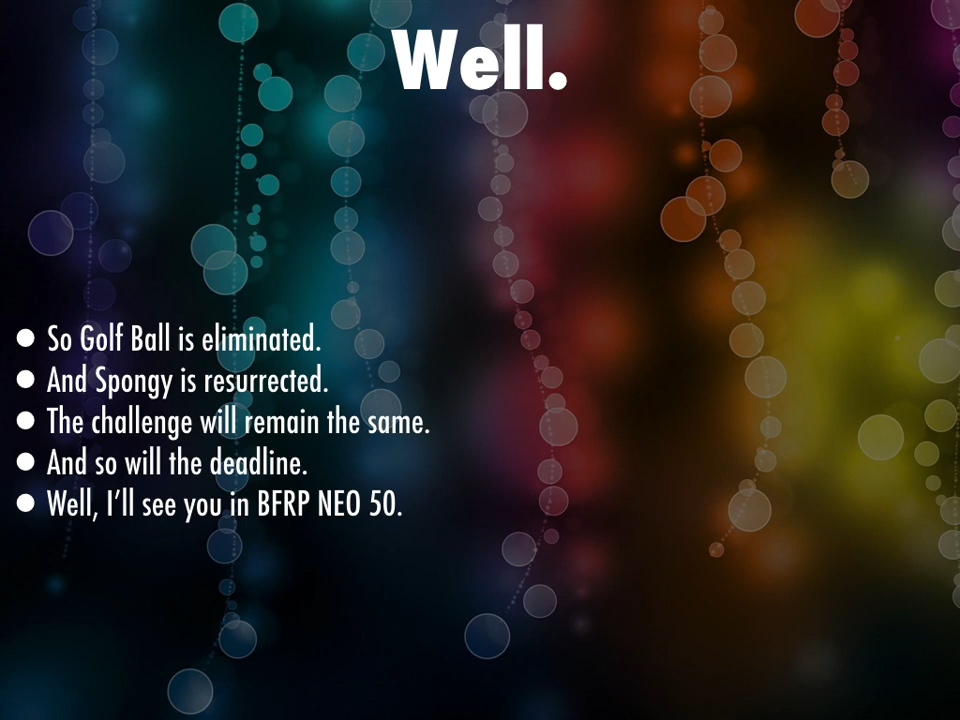 Well.
● So Golf Ball is eliminated.
● And Spongy is resurrected.
● The challenge will remain the same.
● And so will the deadline.
● Well, I’ll see you in BFRP NEO 50.